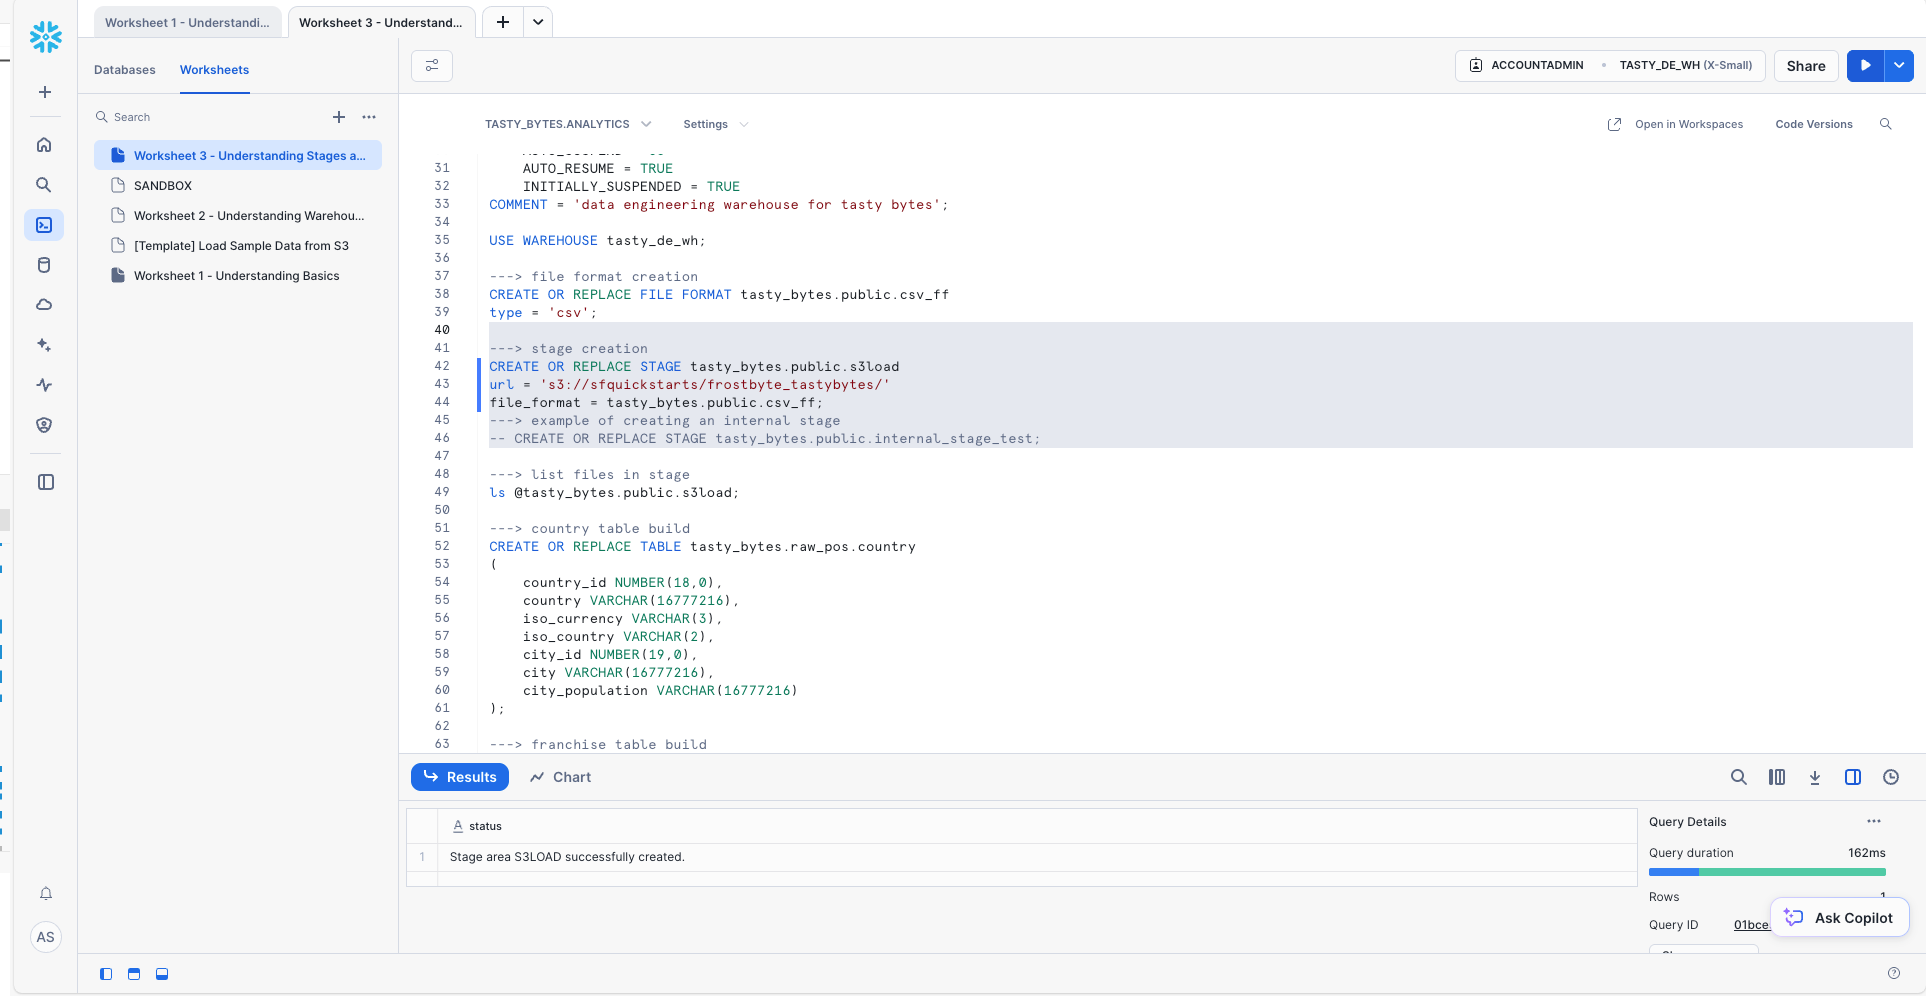 Worksheet 1 - Understandi...
Worksheet 3 - Understand...
Databases
Worksheets
ACCOUNTADMIN
TASTY_DE_WH (X-Small)
Share
Search
Worksheet 3 - Understanding Stages a...
SANDBOX
Worksheet 2 - Understanding Warehou...
[Template] Load Sample Data from S3
Worksheet 1 - Understanding Basics
TASTY_BYTES.ANALYTICS
Settings
Open in Workspaces
Code Versions
31 AUTO_RESUME = TRUE
32 INITIALLY_SUSPENDED = TRUE
33 COMMENT = 'data engineering warehouse for tasty bytes';
34
35 USE WAREHOUSE tasty_de_wh;
36
37 ---> file format creation
38 CREATE OR REPLACE FILE FORMAT tasty_bytes.public.csv_ff
39 type = 'csv';
40
41 ---> stage creation
42 CREATE OR REPLACE STAGE tasty_bytes.public.s3load
43 url = 's3://sfquickstarts/frostbyte_tastybytes/'
44 file_format = tasty_bytes.public.csv_ff;
45 ---> example of creating an internal stage
46 -- CREATE OR REPLACE STAGE tasty_bytes.public.internal_stage_test;
47
48 ---> list files in stage
49 ls @tasty_bytes.public.s3load;
50
51 ---> country table build
52 CREATE OR REPLACE TABLE tasty_bytes.raw_pos.country
53 (
54 country_id NUMBER(18,0),
55 country VARCHAR(16777216),
56 iso_currency VARCHAR(3),
57 iso_country VARCHAR(2),
58 city_id NUMBER(19,0),
59 city VARCHAR(16777216),
60 city_population VARCHAR(16777216)
61 );
62
63 ---> franchise table build
Results
Chart
A status
1 Stage area S3LOAD successfully created.
Query Details
Query duration 162ms
Rows 1
Query ID 01bce
Ask Copilot
AS